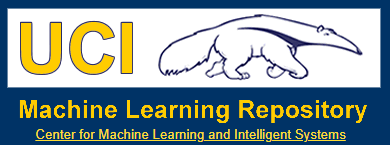 UCI
Machine Learning Repository
Center for Machine Learning and Intelligent Systems